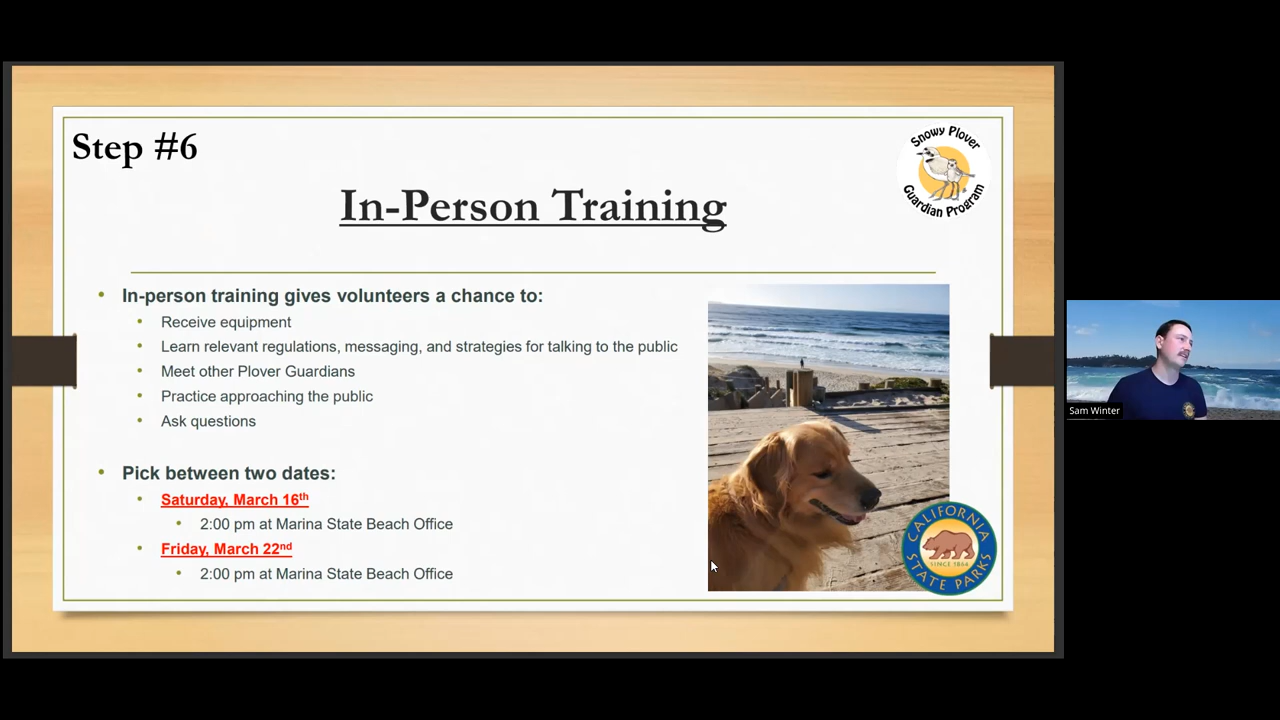 Step #6
Snowy Plover
Guardian Program
In-Person Training
In-person training gives volunteers a chance to:
Receive equipment
Learn relevant regulations, messaging, and strategies for talking to the public
Meet other Plover Guardians
Practice approaching the public
Ask questions
Pick between two dates:
Saturday, March 16th
2:00 pm at Marina State Beach Office
Friday, March 22nd
2:00 pm at Marina State Beach Office
CALIFORNIA
SINCE 1864
STATE PARKS
Sam Winter